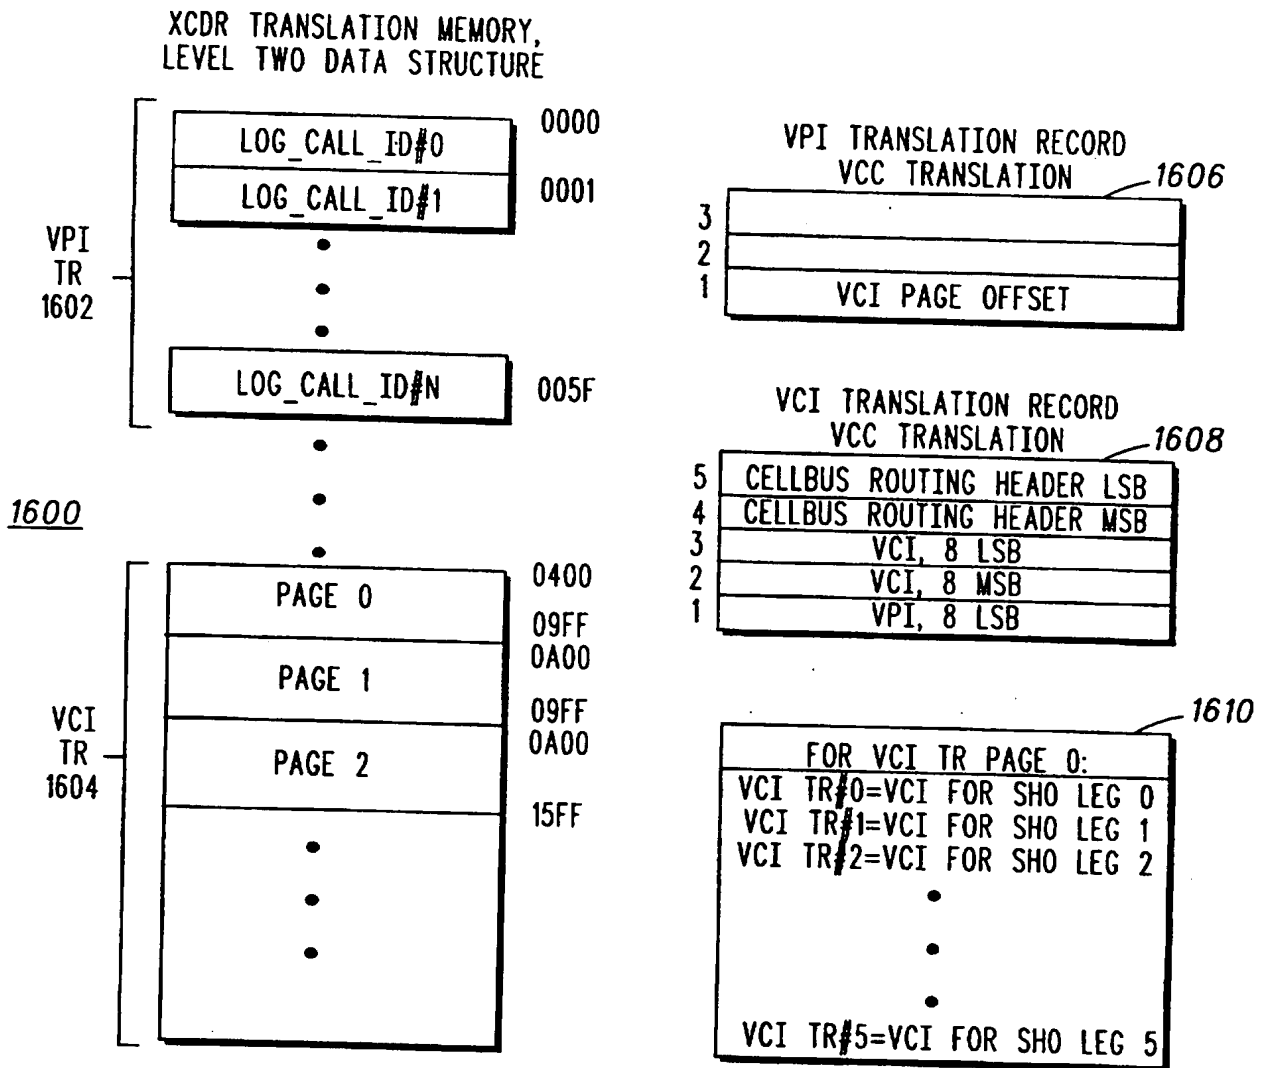 XCDR TRANSLATION MEMORY,
LEVEL TWO DATA STRUCTURE
VPI
TR
1602
LOG_CALL_ID#0
0000
LOG_CALL_ID#1
0001
LOG_CALL_ID#N
005F
1600
VCI
TR
1604
PAGE 0
0400
09FF
PAGE 1
0A00
09FF
PAGE 2
0A00
15FF
VPI TRANSLATION RECORD
VCC TRANSLATION
1606
3
2
1 VCI PAGE OFFSET
VCI TRANSLATION RECORD
VCC TRANSLATION
1608
5 CELLBUS ROUTING HEADER LSB
4 CELLBUS ROUTING HEADER MSB
3 VCI, 8 LSB
2 VCI, 8 MSB
1 VPI, 8 LSB
1610
FOR VCI TR PAGE 0:
VCI TR#0=VCI FOR SHO LEG 0
VCI TR#1=VCI FOR SHO LEG 1
VCI TR#2=VCI FOR SHO LEG 2
VCI TR#5=VCI FOR SHO LEG 5